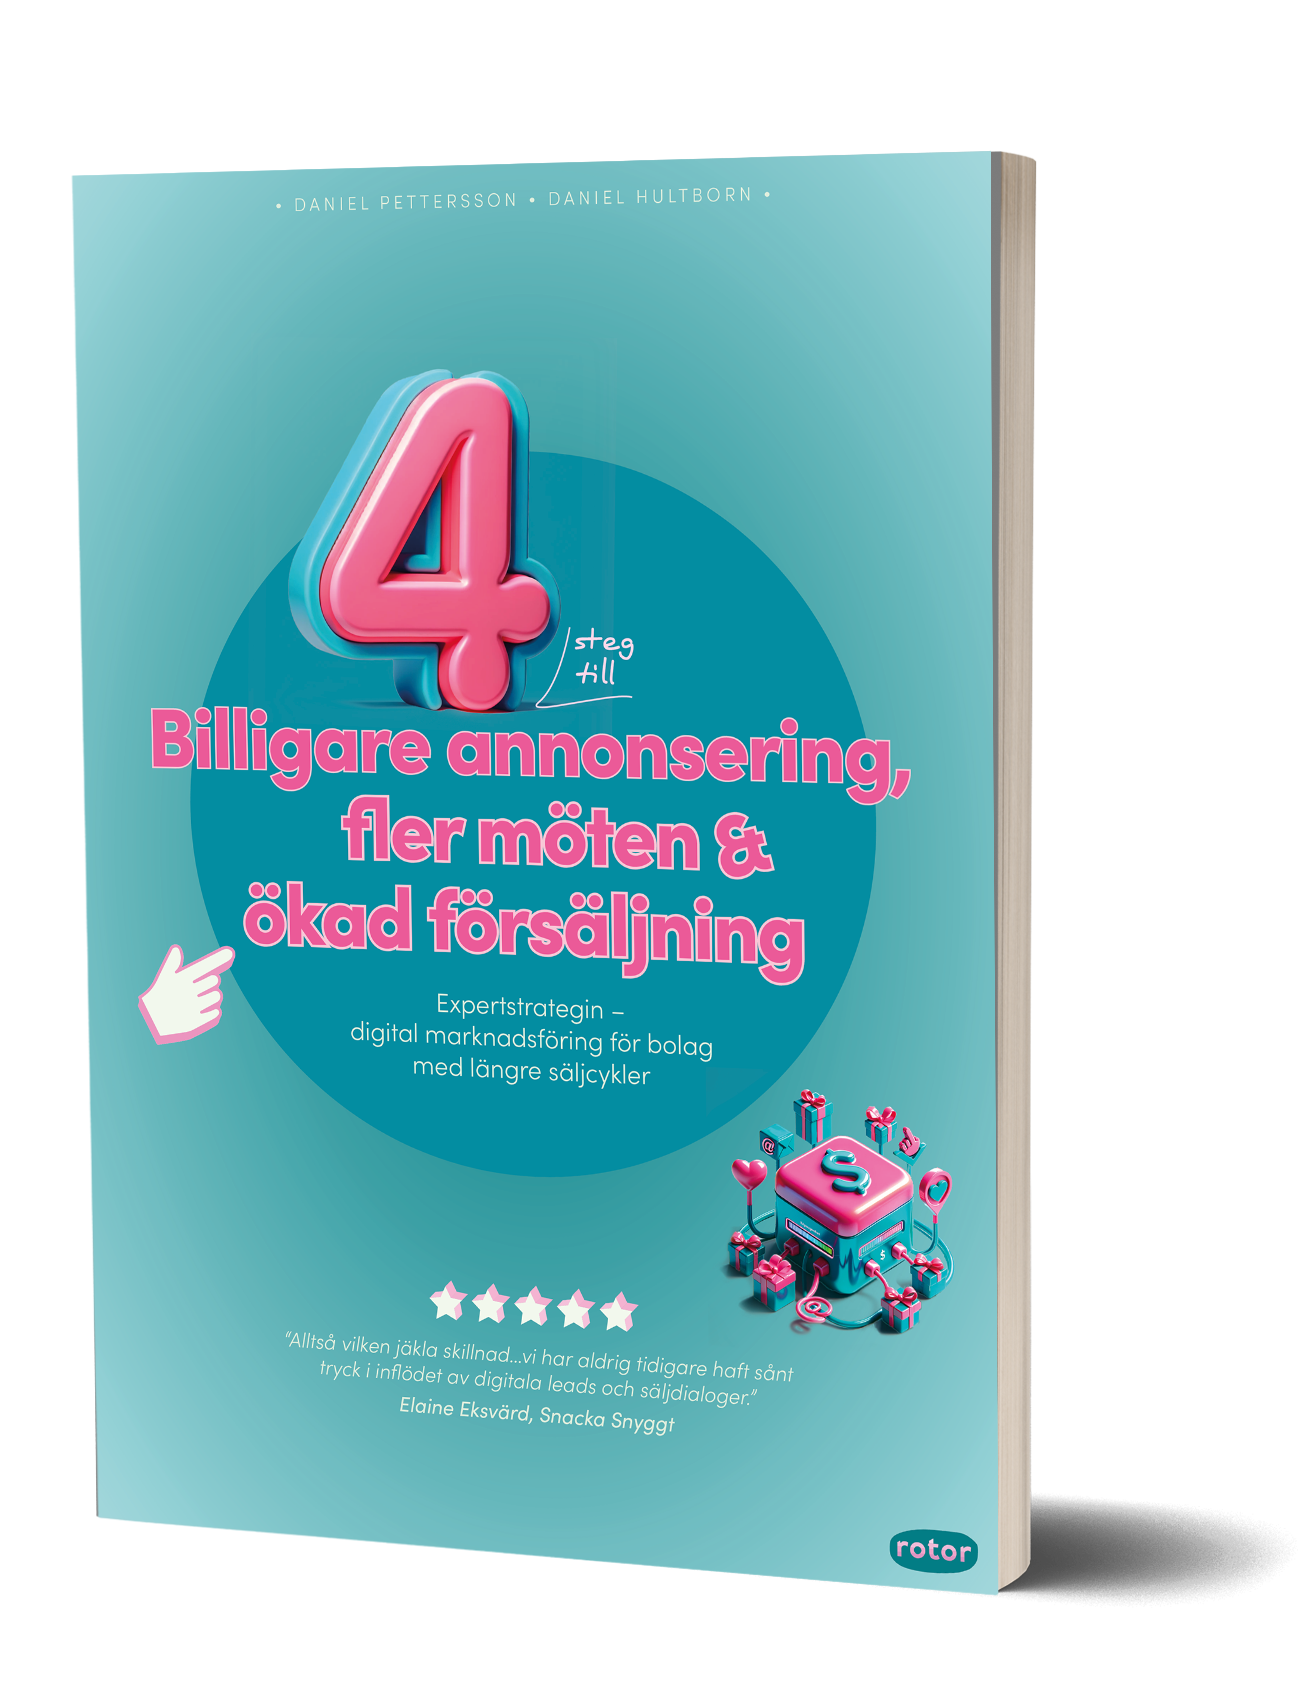 • DANIEL PETTERSSON • DANIEL HULTBORN •
4
steg
till
Billigare annonsering,
fler möten &
ökad försäljning
Expertstrategin –
digital marknadsföring för bolag
med längre säljcykler
@
$
$
@
"Alltså vilken jäkla skillnad...vi har aldrig tidigare haft sånt
tryck i inflödet av digitala leads och säljdialoger."
Elaine Eksvärd, Snacka Snyggt
rotor